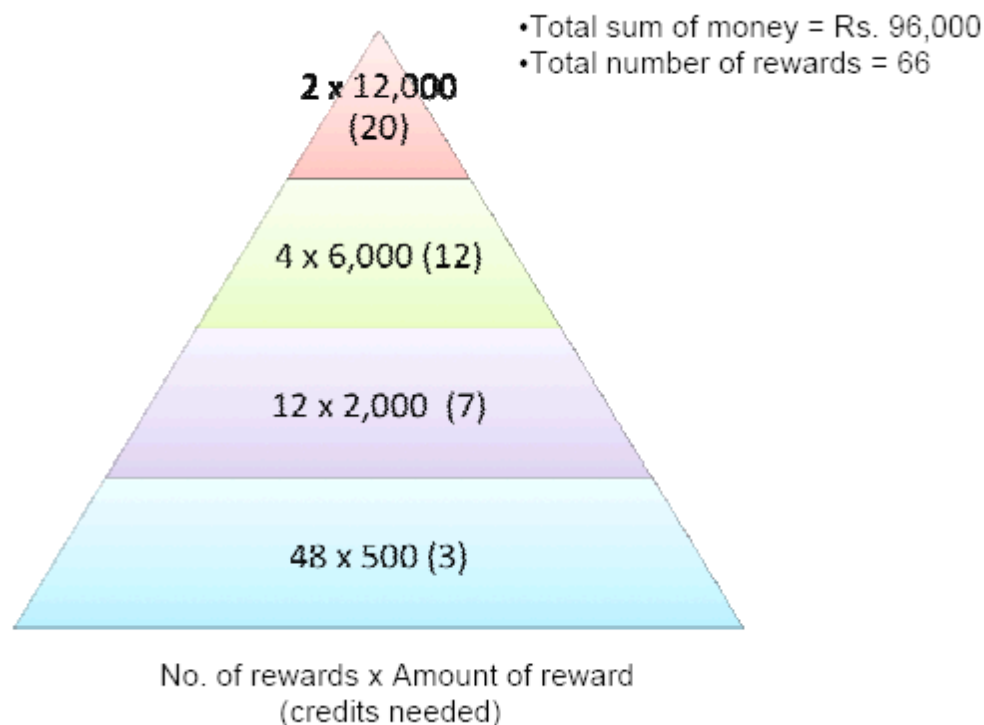 •Total sum of money = Rs. 96,000
•Total number of rewards = 66
2 x 12,000
(20)
4 x 6,000 (12)
12 x 2,000 (7)
48 x 500 (3)
No. of rewards x Amount of reward
(credits needed)